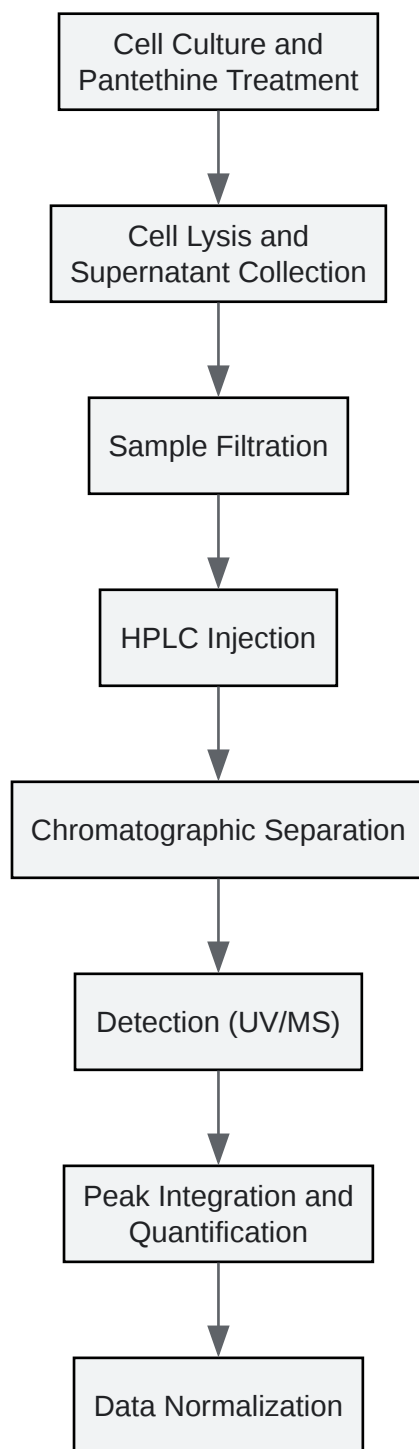 Cell Culture and
Pantethine Treatment
Cell Lysis and
Supernatant Collection
Sample Filtration
HPLC Injection
Chromatographic Separation
Detection (UV/MS)
Peak Integration and
Quantification
Data Normalization